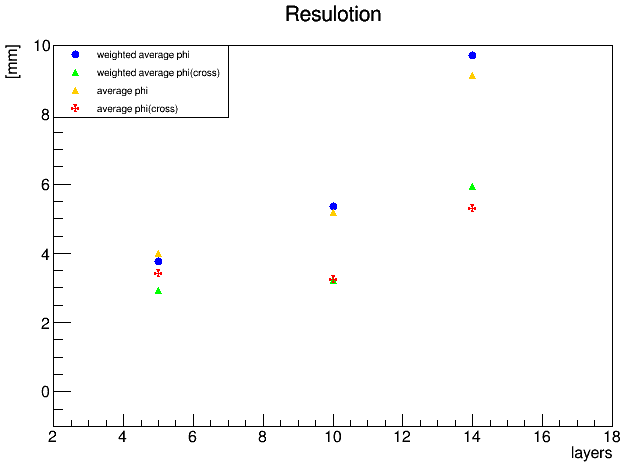 Resulotion
[mm]
10
8
6
4
2
0
weighted average phi
weighted average phi(cross)
average phi
average phi(cross)
2 4 6 8 10 12 14 16 18
layers